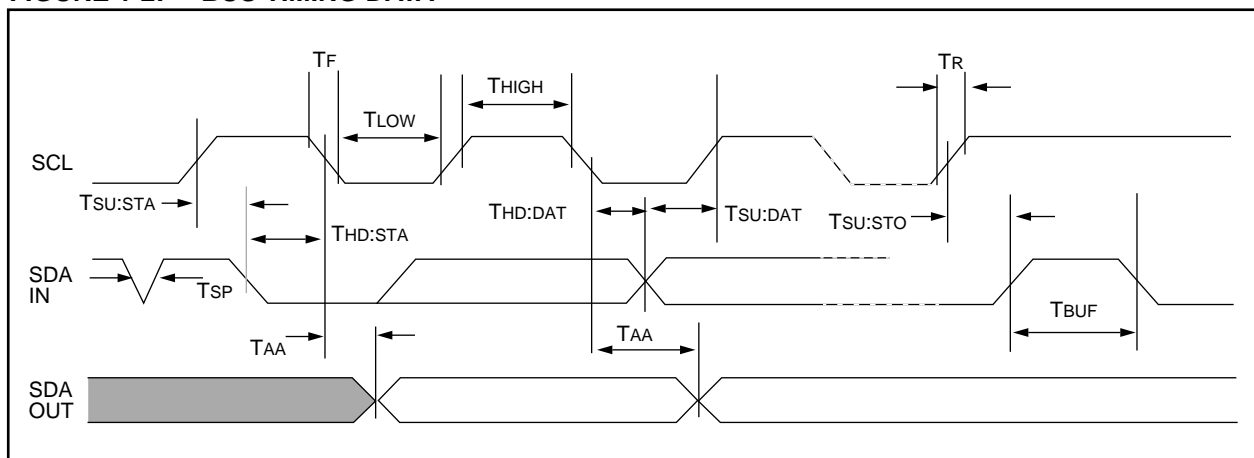 FIGURE 1-2: BUS TIMING DATA
TF
TR
THIGH
TLOW
SCL
TSU:STA
THD:DAT
TSU:DAT
TSU:STO
THD:STA
SDA
IN
TSP
TBUF
TAA
TAA
SDA
OUT